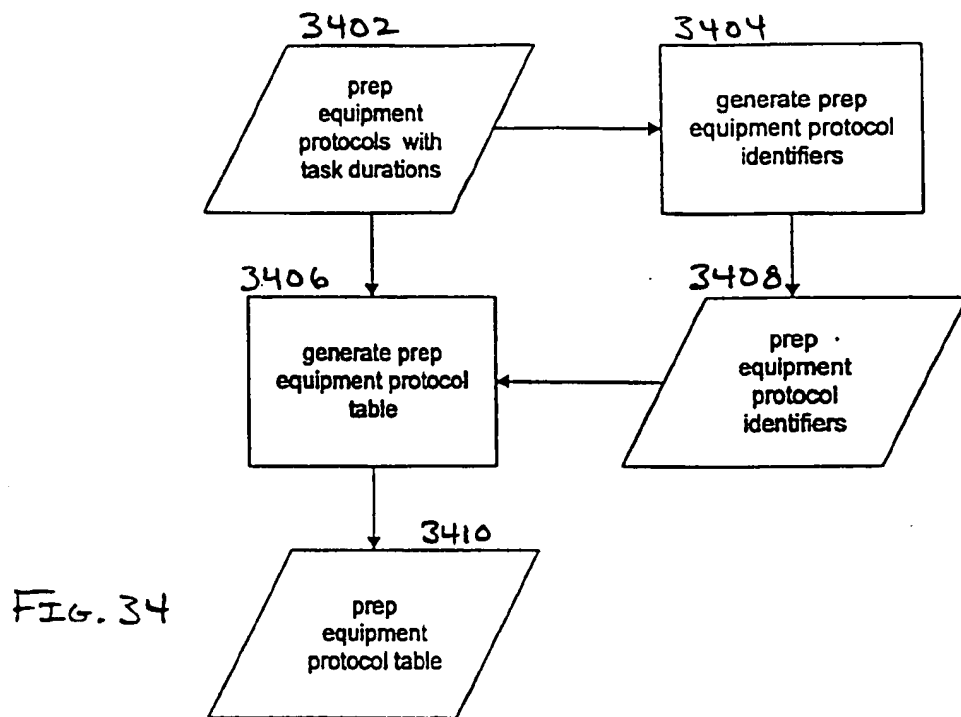 3402
prep
equipment
protocols with
task durations
3404
generate prep
equipment protocol
identifiers
3406
generate prep
equipment protocol
table
3408
prep
equipment
protocol
identifiers
3410
prep
equipment
protocol table
FIG. 34